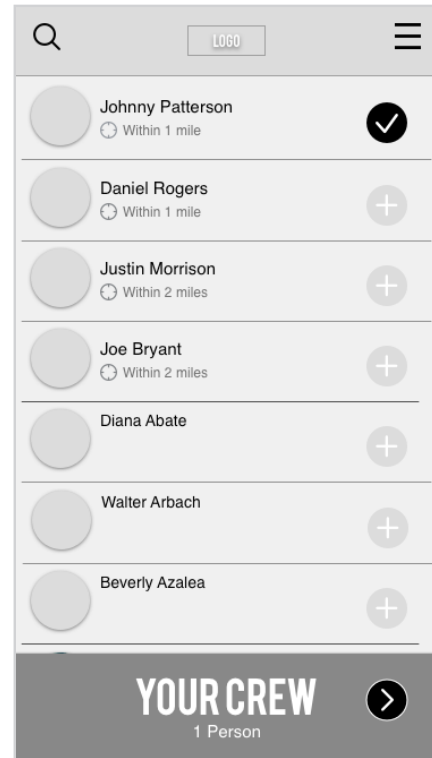 LOGO
Johnny Patterson
Within 1 mile
Daniel Rogers
Within 1 mile
Justin Morrison
Within 2 miles
Joe Bryant
Within 2 miles
Diana Abate
Walter Arbach
Beverly Azalea
YOUR CREW
1 Person